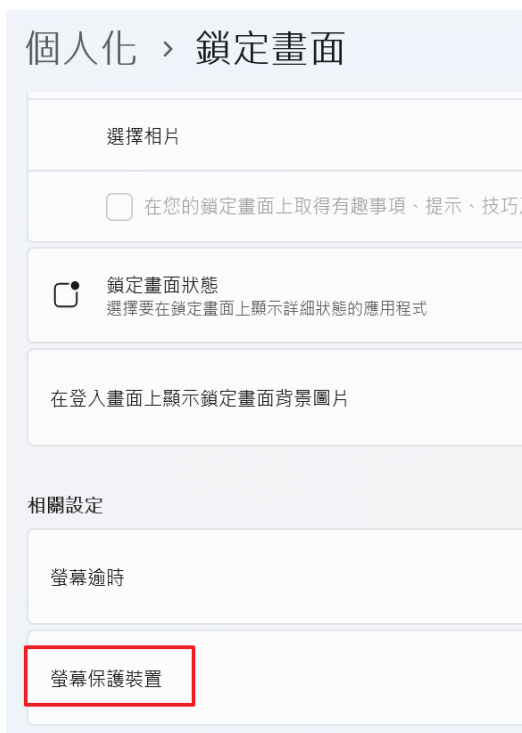 個人化 > 鎖定畫面
選擇相片
在您的鎖定畫面上取得有趣事項、提示、技巧
鎖定畫面狀態
選擇要在鎖定畫面上顯示詳細狀態的應用程式
在登入畫面上顯示鎖定畫面背景圖片
相關設定
螢幕逾時
螢幕保護裝置